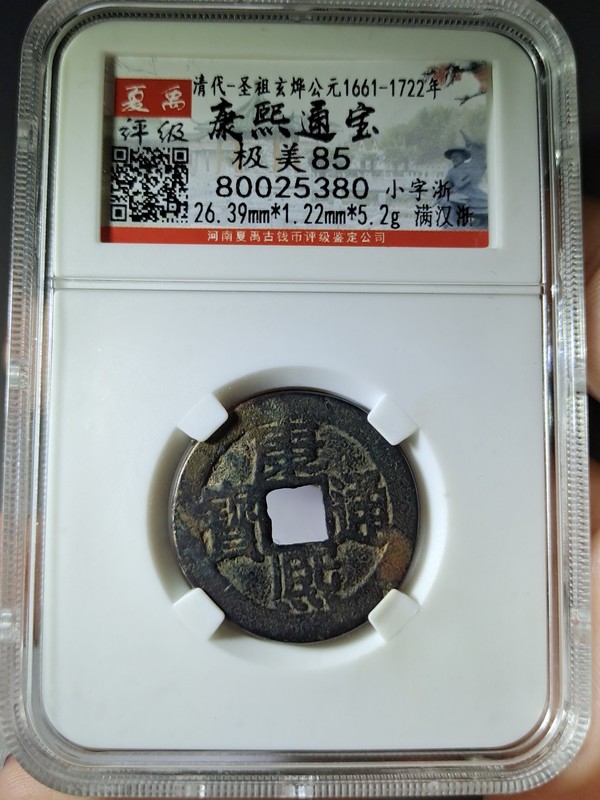 夏禹
评级
清代-圣祖玄烨公元1661-1722年
康熙通宝
极美85
80025380 小字浙
26.39mm*1.22mm*5.2g 满汉浙
河南夏禹古钱币评级鉴定公司
康熙通寶